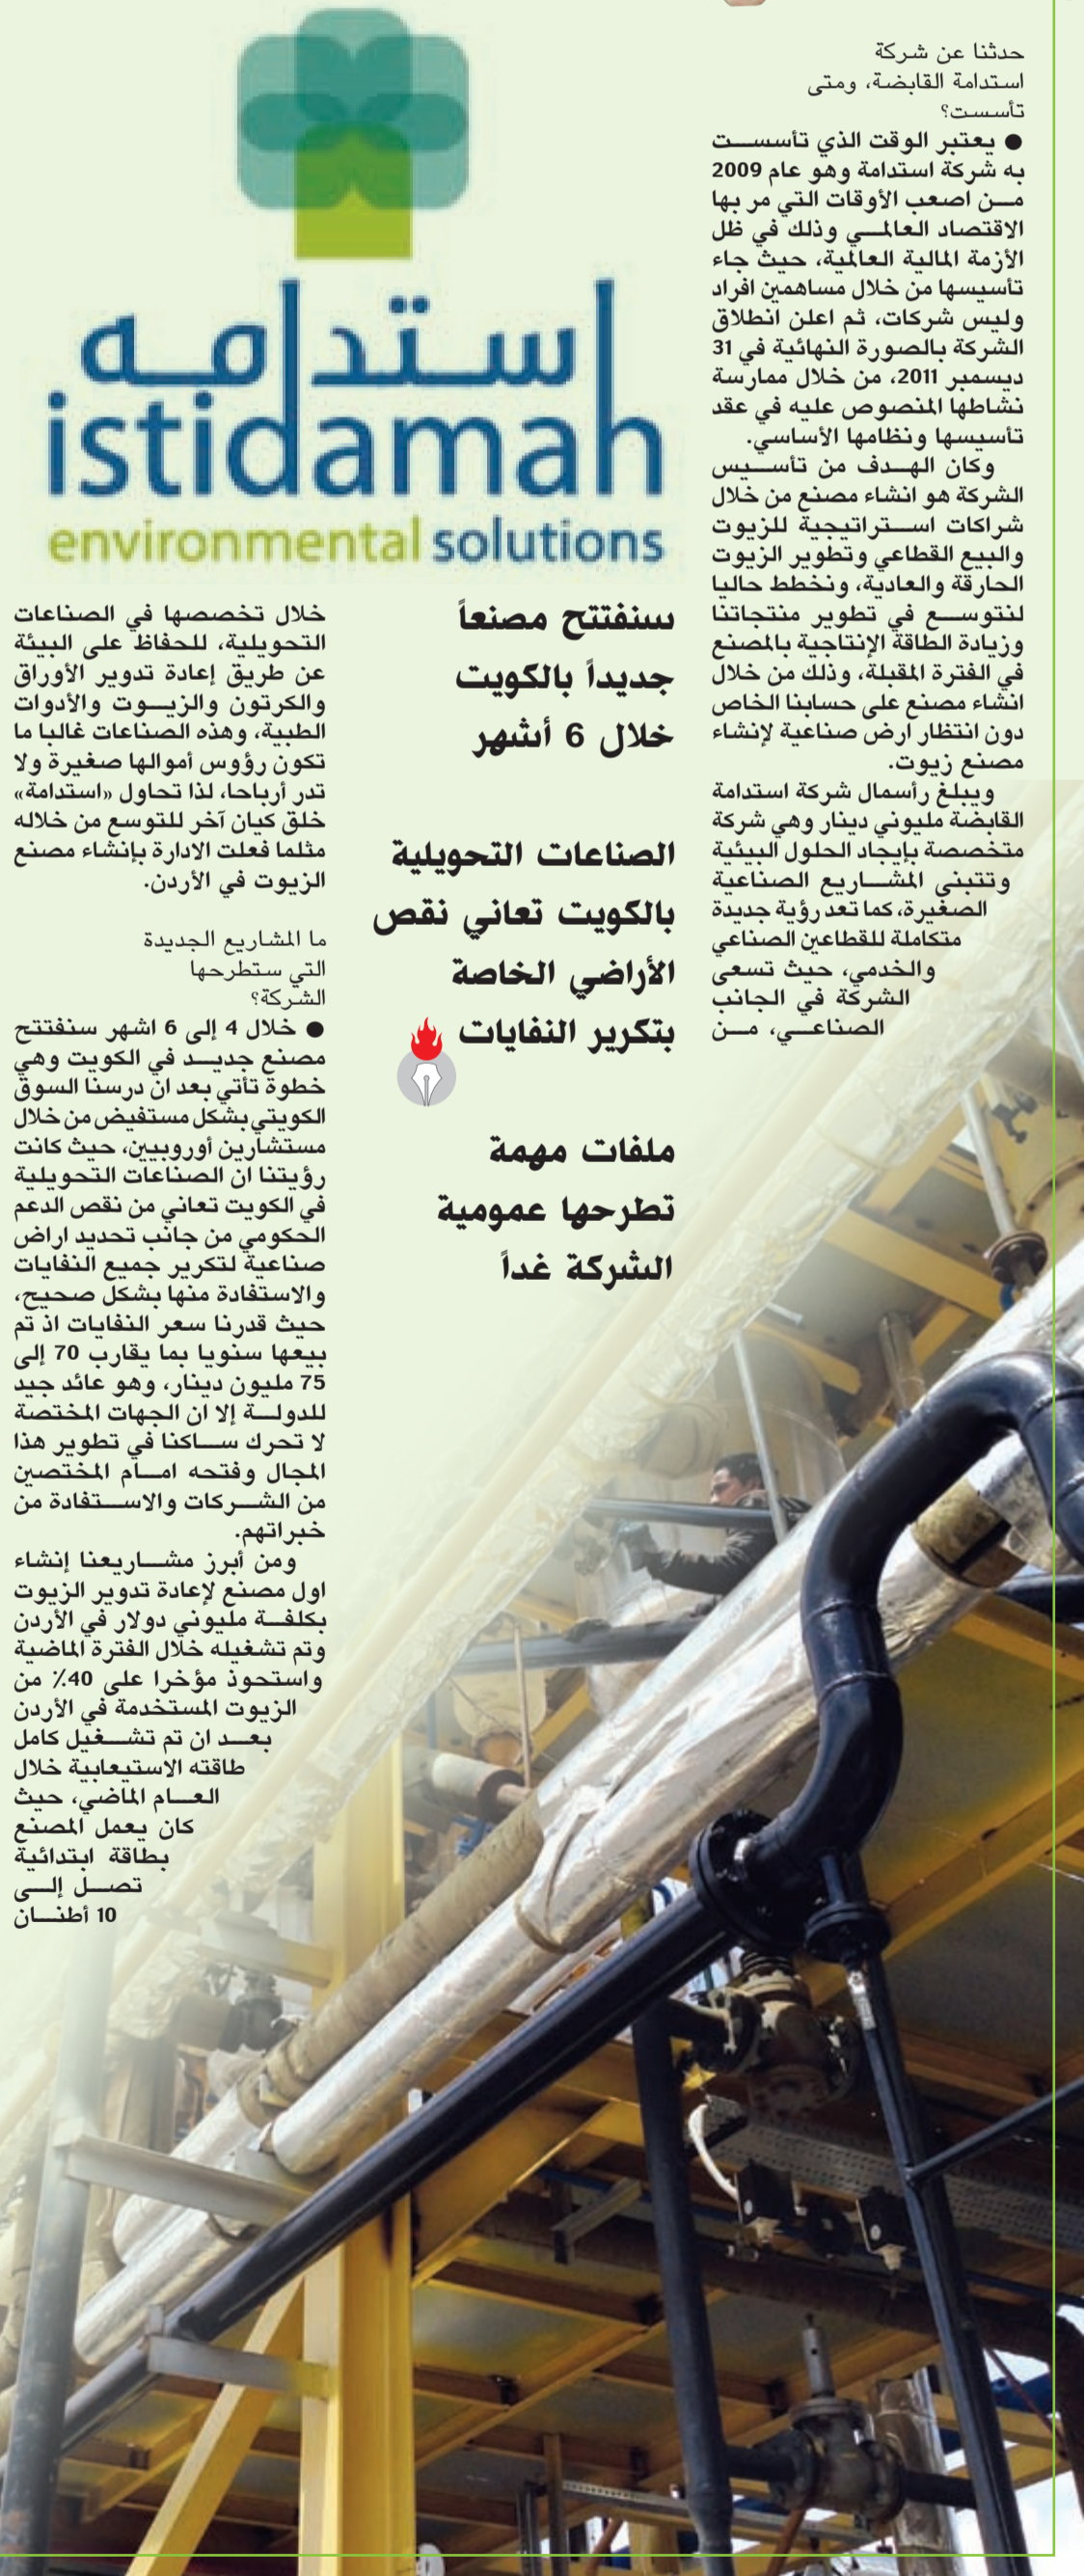 حدثنا عن شركة
استدامة القابضة، ومتى
تأسست؟
● يعتبر الوقت الذي تأسست
به شركة استدامة وهو عام 2009
من اصعب الأوقات التي مر بها
الاقتصاد العالمي وذلك في ظل
الأزمة المالية العالمية، حيث جاء
تأسيسها من خلال مساهمين افراد
وليس شركات، ثم اعلن انطلاق
الشركة بالصورة النهائية في 31
ديسمبر 2011، من خلال ممارسة
نشاطها المنصوص عليه في عقد
تأسيسها ونظامها الأساسي.
وكان الهدف من تأسيس
الشركة هو انشاء مصنع من خلال
شراكات استراتيجية للزيوت
والبيع القطاعي وتطوير الزيوت
الحارقة والعادية، ونخطط حاليا
لنتوسع في تطوير منتجاتنا
وزيادة الطاقة الإنتاجية بالمصنع
في الفترة المقبلة، وذلك من خلال
انشاء مصنع على حسابنا الخاص
دون انتظار ارض صناعية لإنشاء
مصنع زيوت.
ويبلغ رأسمال شركة استدامة
القابضة مليوني دينار وهي شركة
متخصصة بإيجاد الحلول البيئية
وتتبنى المشاريع الصناعية
الصغيرة، كما تعد رؤية جديدة
متكاملة للقطاعين الصناعي
والخدمي، حيث تسعى
الشركة في الجانب
الصناعي، من
استدامه
istidamah
environmental solutions
سنفتتح مصنعاً
جديداً بالكويت
خلال 6 أشهر
الصناعات التحويلية
بالكويت تعاني نقص
الأراضي الخاصة
بتكرير النفايات
ملفات مهمة
تطرحها عمومية
الشركة غداً
خلال تخصصها في الصناعات
التحويلية، للحفاظ على البيئة
عن طريق إعادة تدوير الأوراق
والكرتون والزيوت والأدوات
الطبية، وهذه الصناعات غالبا ما
تكون رؤوس أموالها صغيرة ولا
تدر أرباحا، لذا تحاول «استدامة»
خلق كيان آخر للتوسع من خلاله
مثلما فعلت الادارة بإنشاء مصنع
الزيوت في الأردن.
ما المشاريع الجديدة
التي ستطرحها
الشركة؟
● خلال 4 إلى 6 اشهر سنفتتح
مصنع جديد في الكويت وهي
خطوة تأتي بعد ان درسنا السوق
الكويتي بشكل مستفيض من خلال
مستشارين أوروبيين، حيث كانت
رؤيتنا ان الصناعات التحويلية
في الكويت تعاني من نقص الدعم
الحكومي من جانب تحديد اراض
صناعية لتكرير جميع النفايات
والاستفادة منها بشكل صحيح،
حيث قدرنا سعر النفايات اذ تم
بيعها سنويا بما يقارب 70 إلى
75 مليون دينار، وهو عائد جيد
للدولة إلا ان الجهات المختصة
لا تحرك ساكنا في تطوير هذا
المجال وفتحه امام المختصين
من الشركات والاستفادة من
خبراتهم.
ومن أبرز مشاريعنا إنشاء
اول مصنع لإعادة تدوير الزيوت
بكلفة مليوني دولار في الأردن
وتم تشغيله خلال الفترة الماضية
واستحوذ مؤخرا على 40٪ من
الزيوت المستخدمة في الأردن
بعد ان تم تشغيل كامل
طاقته الاستيعابية خلال
العام الماضي، حيث
كان يعمل المصنع
بطاقة ابتدائية
تصل إلى
10 أطنان